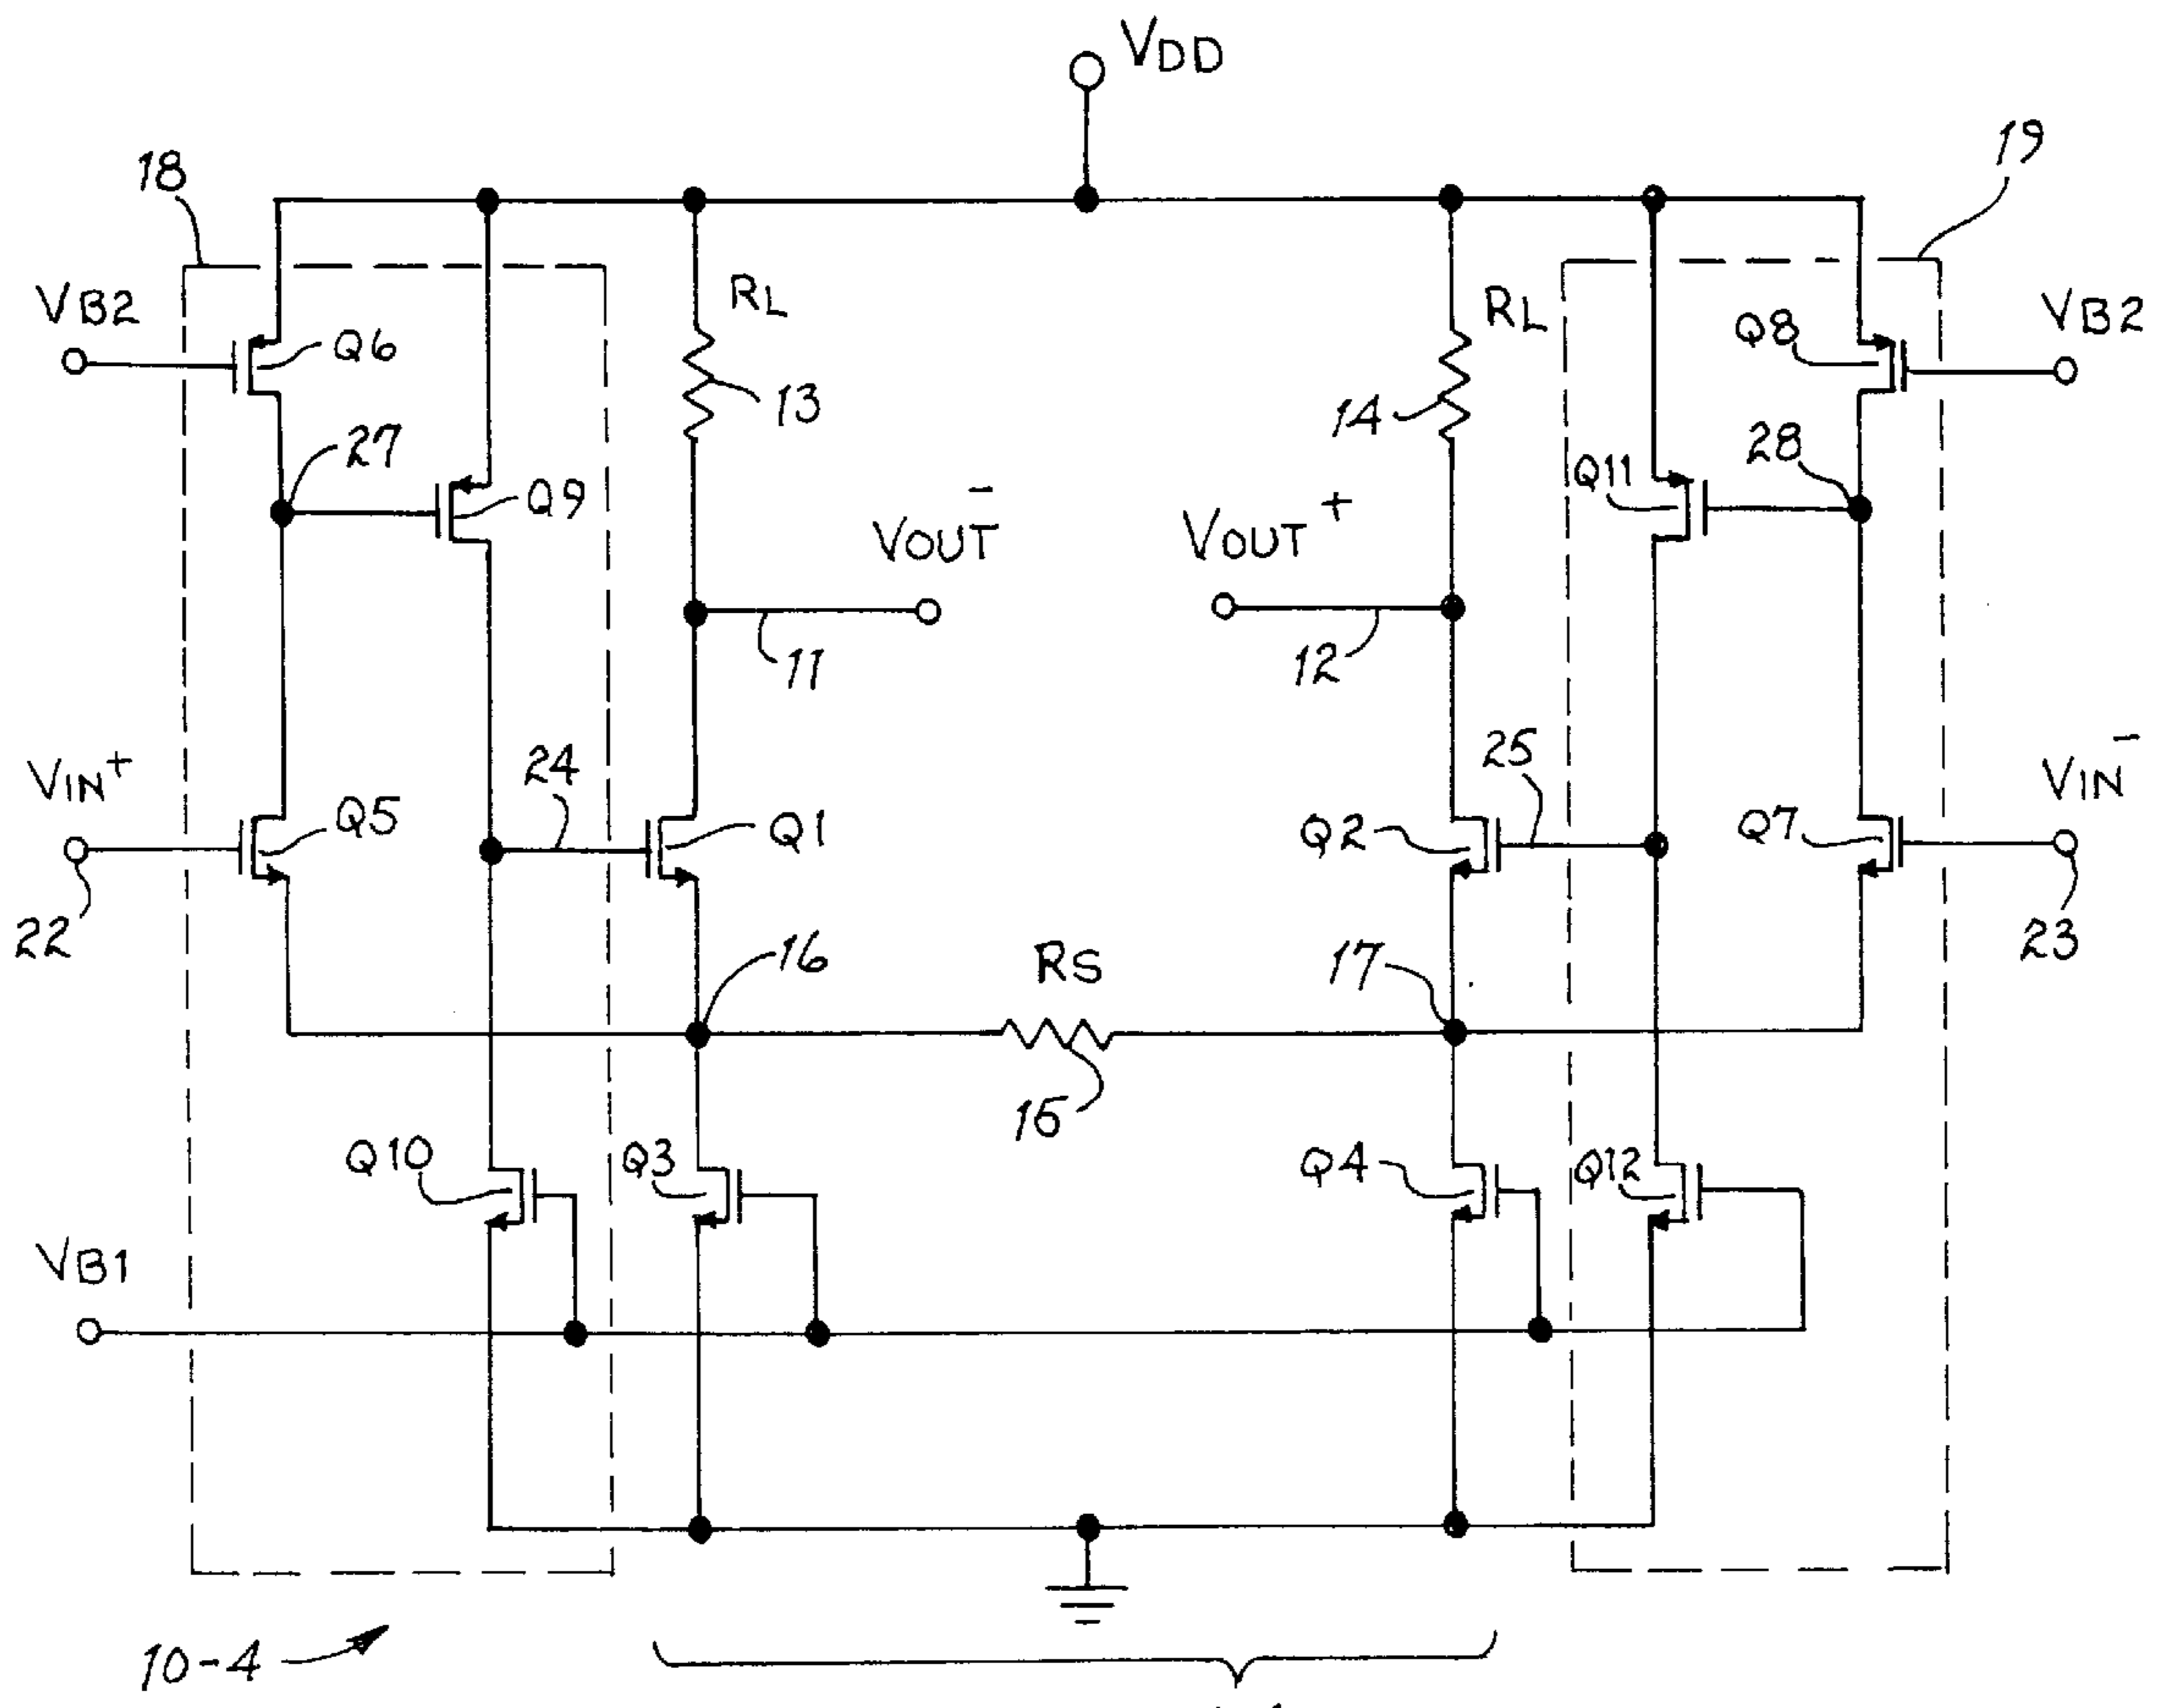 VDD
19
18
RL
RL
VB2
VB2
Q6
Q8
13
14
27
28
Q9
Q11
VOUT-
VOUT+
11
12
24
25
VIN+
VIN-
Q5
Q1
Q2
Q7
22
23
16
RS
17
15
Q10
Q3
Q4
Q12
VB1
10-4